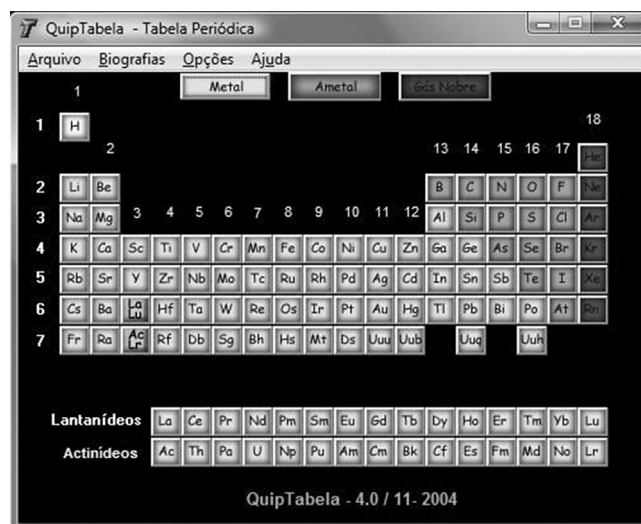 QuipTabela - Tabela Periódica
Arquivo Biografias Opções Ajuda
Metal Ametal Gás Nobre
1 18
1 H He
2 13 14 15 16 17
2 Li Be B C N O F Ne
3 Na Mg 3 4 5 6 7 8 9 10 11 12 Al Si P S Cl Ar
4 K Ca Sc Ti V Cr Mn Fe Co Ni Cu Zn Ga Ge As Se Br Kr
5 Rb Sr Y Zr Nb Mo Tc Ru Rh Pd Ag Cd In Sn Sb Te I Xe
6 Cs Ba La Lu Hf Ta W Re Os Ir Pt Au Hg Tl Pb Bi Po At Rn
7 Fr Ra Ac Lr Rf Db Sg Bh Hs Mt Ds Uuu Uub Uuq Uuh
Lantanídeos La Ce Pr Nd Pm Sm Eu Gd Tb Dy Ho Er Tm Yb Lu
Actinídeos Ac Th Pa U Np Pu Am Cm Bk Cf Es Fm Md No Lr
QuipTabela - 4.0 / 11- 2004